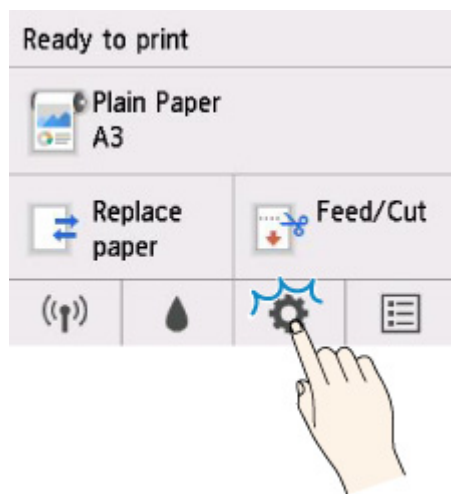 Ready to print
Plain Paper
A3
Replace
paper
Feed/Cut